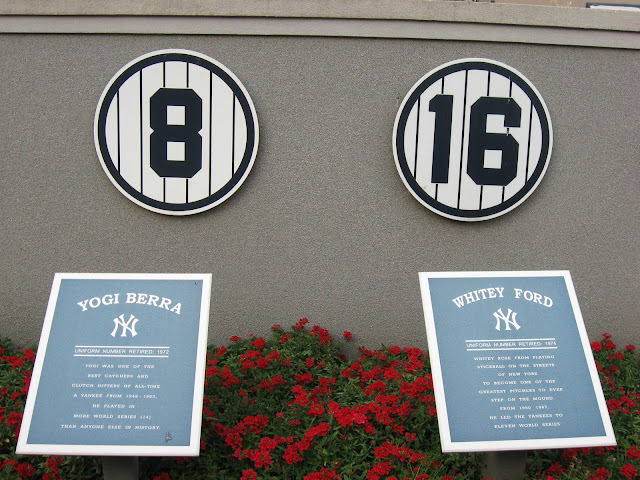 8
16
YOGI BERRA
NY
UNIFORM NUMBER RETIRED: 1972
YOGI WAS ONE OF THE
BEST CATCHERS AND
CLUTCH HITTERS OF ALL-TIME
A YANKEE FROM 1946-1963,
HE PLAYED IN
MORE WORLD SERIES (14)
THAN ANYONE ELSE IN HISTORY.
WHITEY FORD
NY
UNIFORM NUMBER RETIRED: 1974
WHITEY ROSE FROM PLAYING
STICKBALL ON THE STREETS
OF NEW YORK
TO BECOME ONE OF THE
GREATEST PITCHERS TO EVER
STEP ON THE MOUND.
FROM 1950 1967,
HE LED THE YANKEES TO
ELEVEN WORLD SERIES